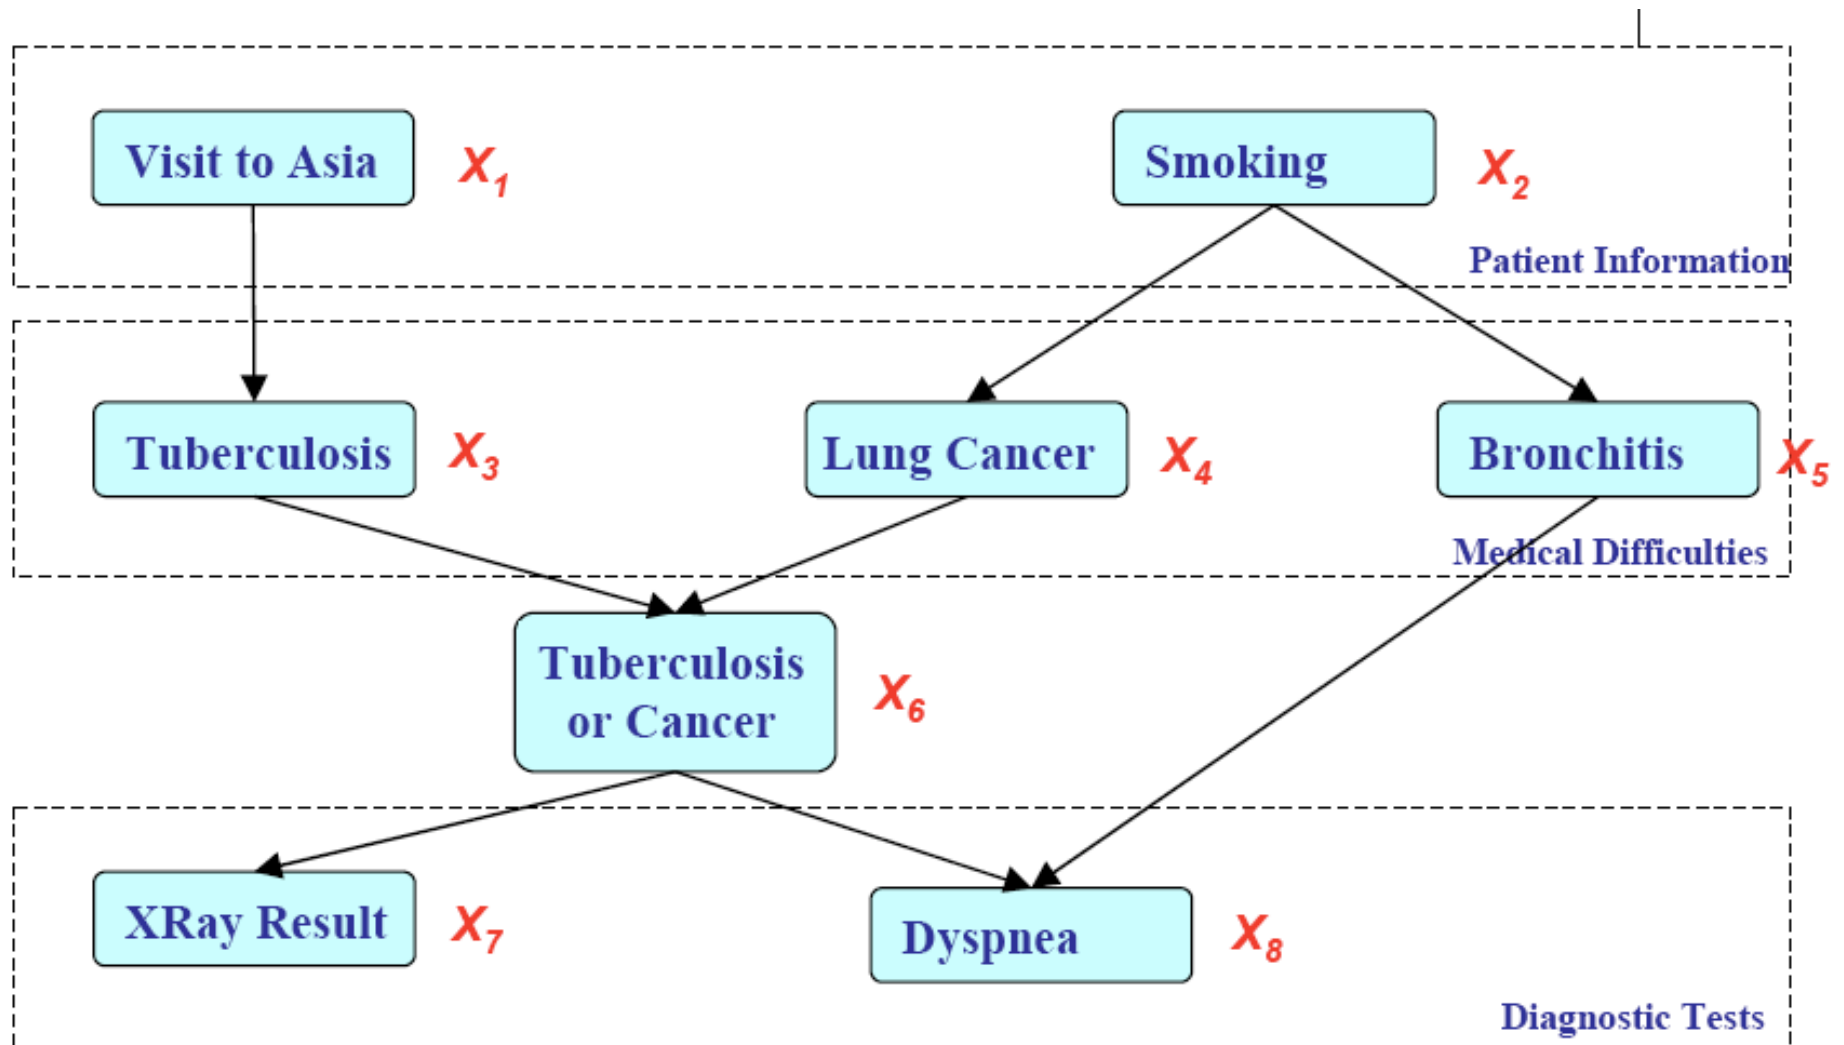 Visit to Asia
X1
Smoking
X2
Patient Information
Tuberculosis
X3
Lung Cancer
X4
Bronchitis
X5
Medical Difficulties
Tuberculosis
or Cancer
X6
XRay Result
X7
Dyspnea
X8
Diagnostic Tests